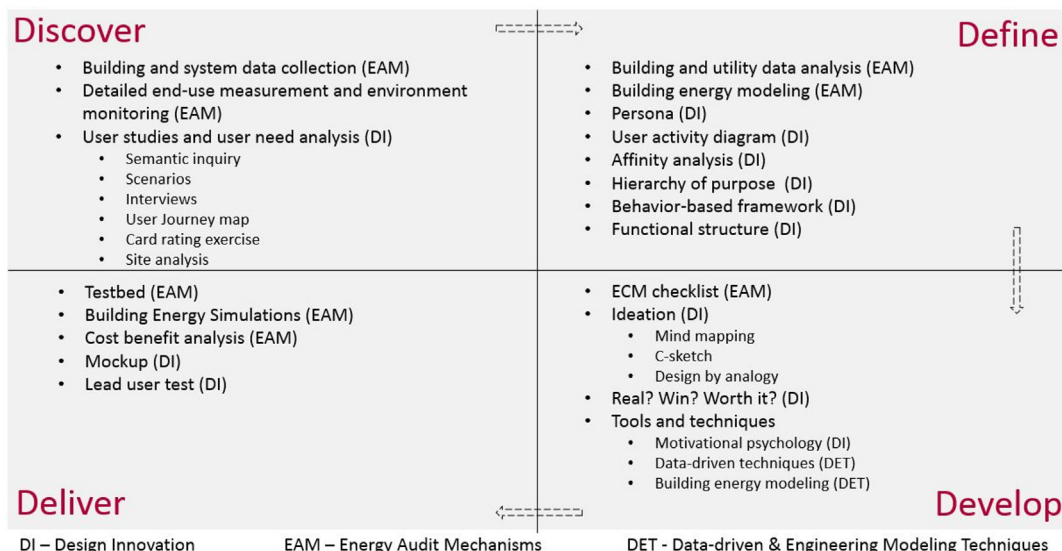 Discover
• Building and system data collection (EAM)
• Detailed end-use measurement and environment
monitoring (EAM)
• User studies and user need analysis (DI)
• Semantic inquiry
• Scenarios
• Interviews
• User Journey map
• Card rating exercise
• Site analysis
Define
• Building and utility data analysis (EAM)
• Building energy modeling (EAM)
• Persona (DI)
• User activity diagram (DI)
• Affinity analysis (DI)
• Hierarchy of purpose (DI)
• Behavior-based framework (DI)
• Functional structure (DI)
• Testbed (EAM)
• Building Energy Simulations (EAM)
• Cost benefit analysis (EAM)
• Mockup (DI)
• Lead user test (DI)
Deliver
• ECM checklist (EAM)
• Ideation (DI)
• Mind mapping
• C-sketch
• Design by analogy
• Real? Win? Worth it? (DI)
• Tools and techniques
• Motivational psychology (DI)
• Data-driven techniques (DET)
• Building energy modeling (DET)
Develop
DI – Design Innovation
EAM – Energy Audit Mechanisms
DET - Data-driven & Engineering Modeling Techniques